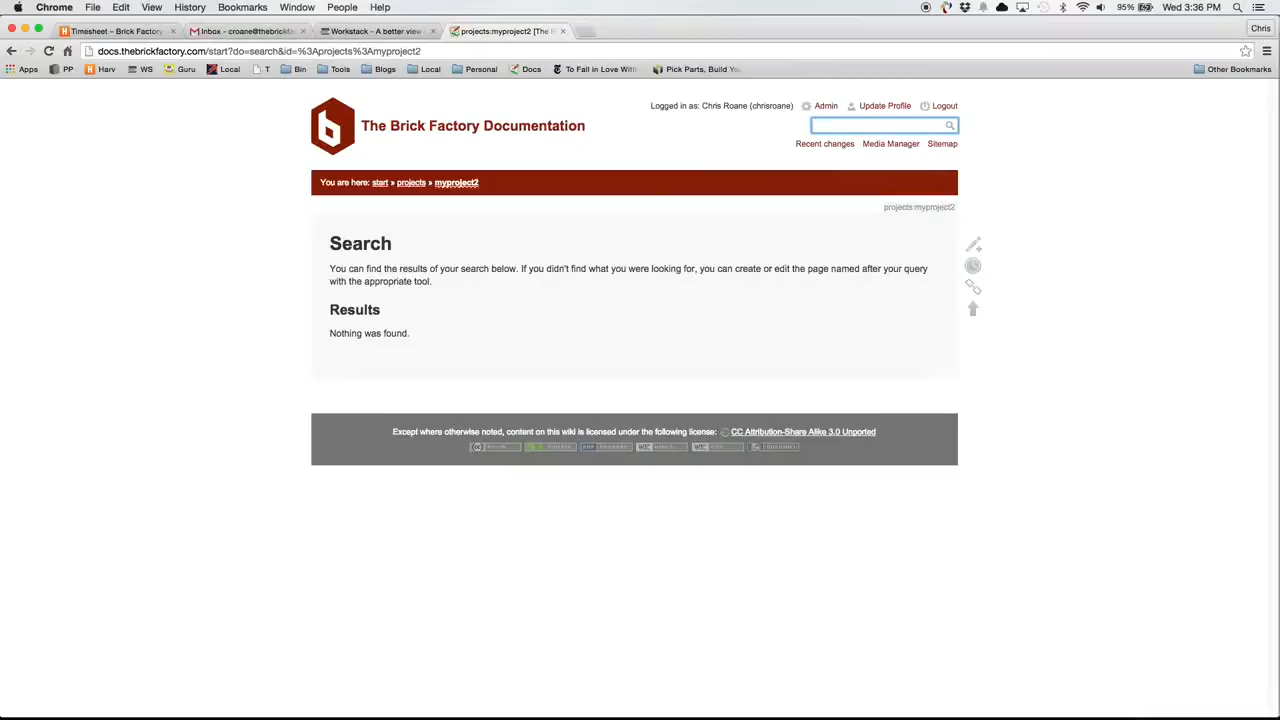 Chrome File Edit View History Bookmarks Window People Help 95% Wed 3:36 PM
Timesheet – Brick Factory Inbox - croane@thebrickfa Workstack - A better view projects:myproject2 [The B Chris
docs.thebrickfactory.com/start?do=search&id=%3Aprojects%3Amyproject2
Apps PP Harv WS Guru Local T Bin Tools Blogs Local Personal Docs To Fall in Love With Pick Parts, Build You Other Bookmarks
Logged in as: Chris Roane (chrisroane) Admin Update Profile Logout
The Brick Factory Documentation
Recent changes Media Manager Sitemap
You are here: start » projects » myproject2
projects:myproject2
Search
You can find the results of your search below. If you didn't find what you were looking for, you can create or edit the page named after your query
with the appropriate tool.
Results
Nothing was found.
Except where otherwise noted, content on this wiki is licensed under the following license: CC Attribution-Share Alike 3.0 Unported